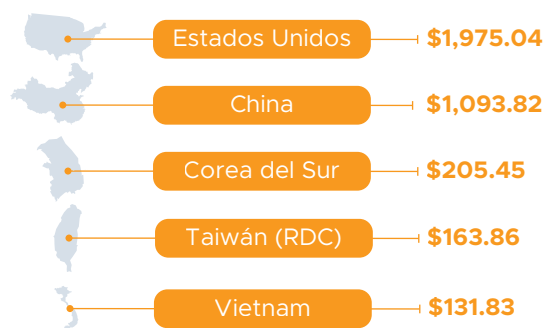 Estados Unidos $1,975.04
China $1,093.82
Corea del Sur $205.45
Taiwán (RDC) $163.86
Vietnam $131.83